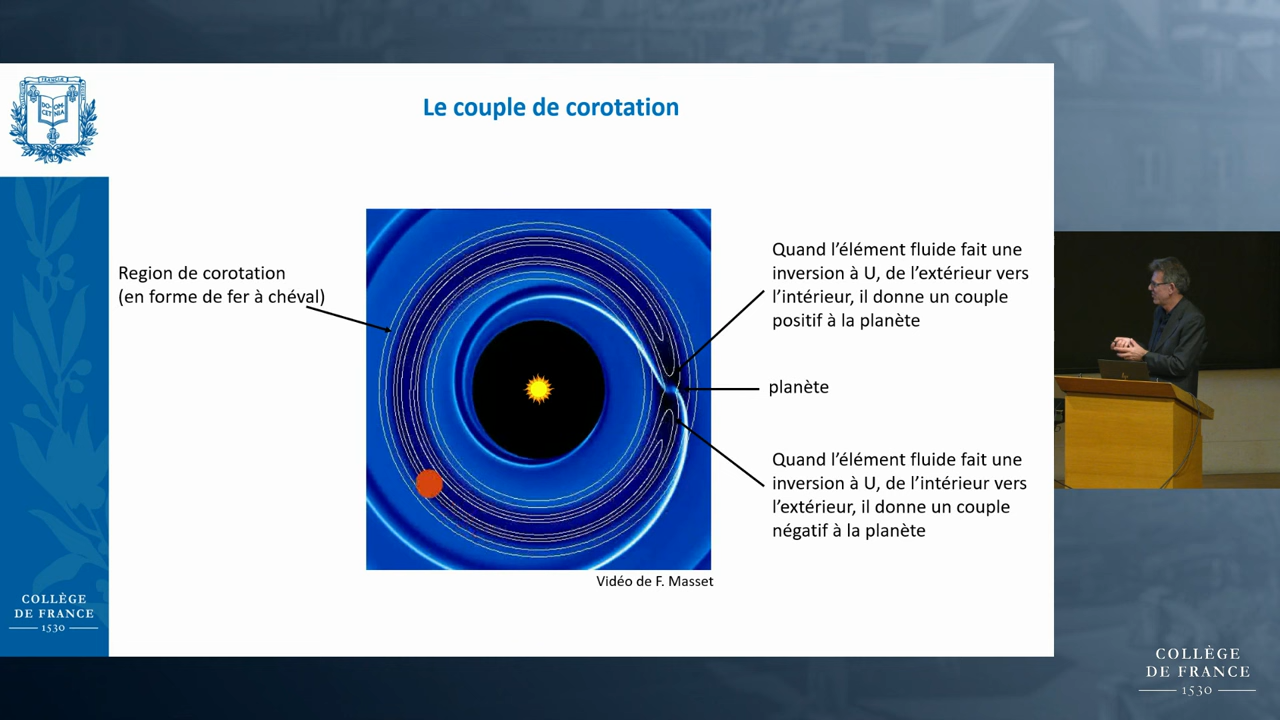 Le couple de corotation
Region de corotation
(en forme de fer à chéval)
Quand l'élément fluide fait une
inversion à U, de l'extérieur vers
l'intérieur, il donne un couple
positif à la planète
planète
Quand l'élément fluide fait une
inversion à U, de l'intérieur vers
l'extérieur, il donne un couple
négatif à la planète
Vidéo de F. Masset
COLLÈGE
DE FRANCE
1530
COLLÈGE
DE FRANCE
1530